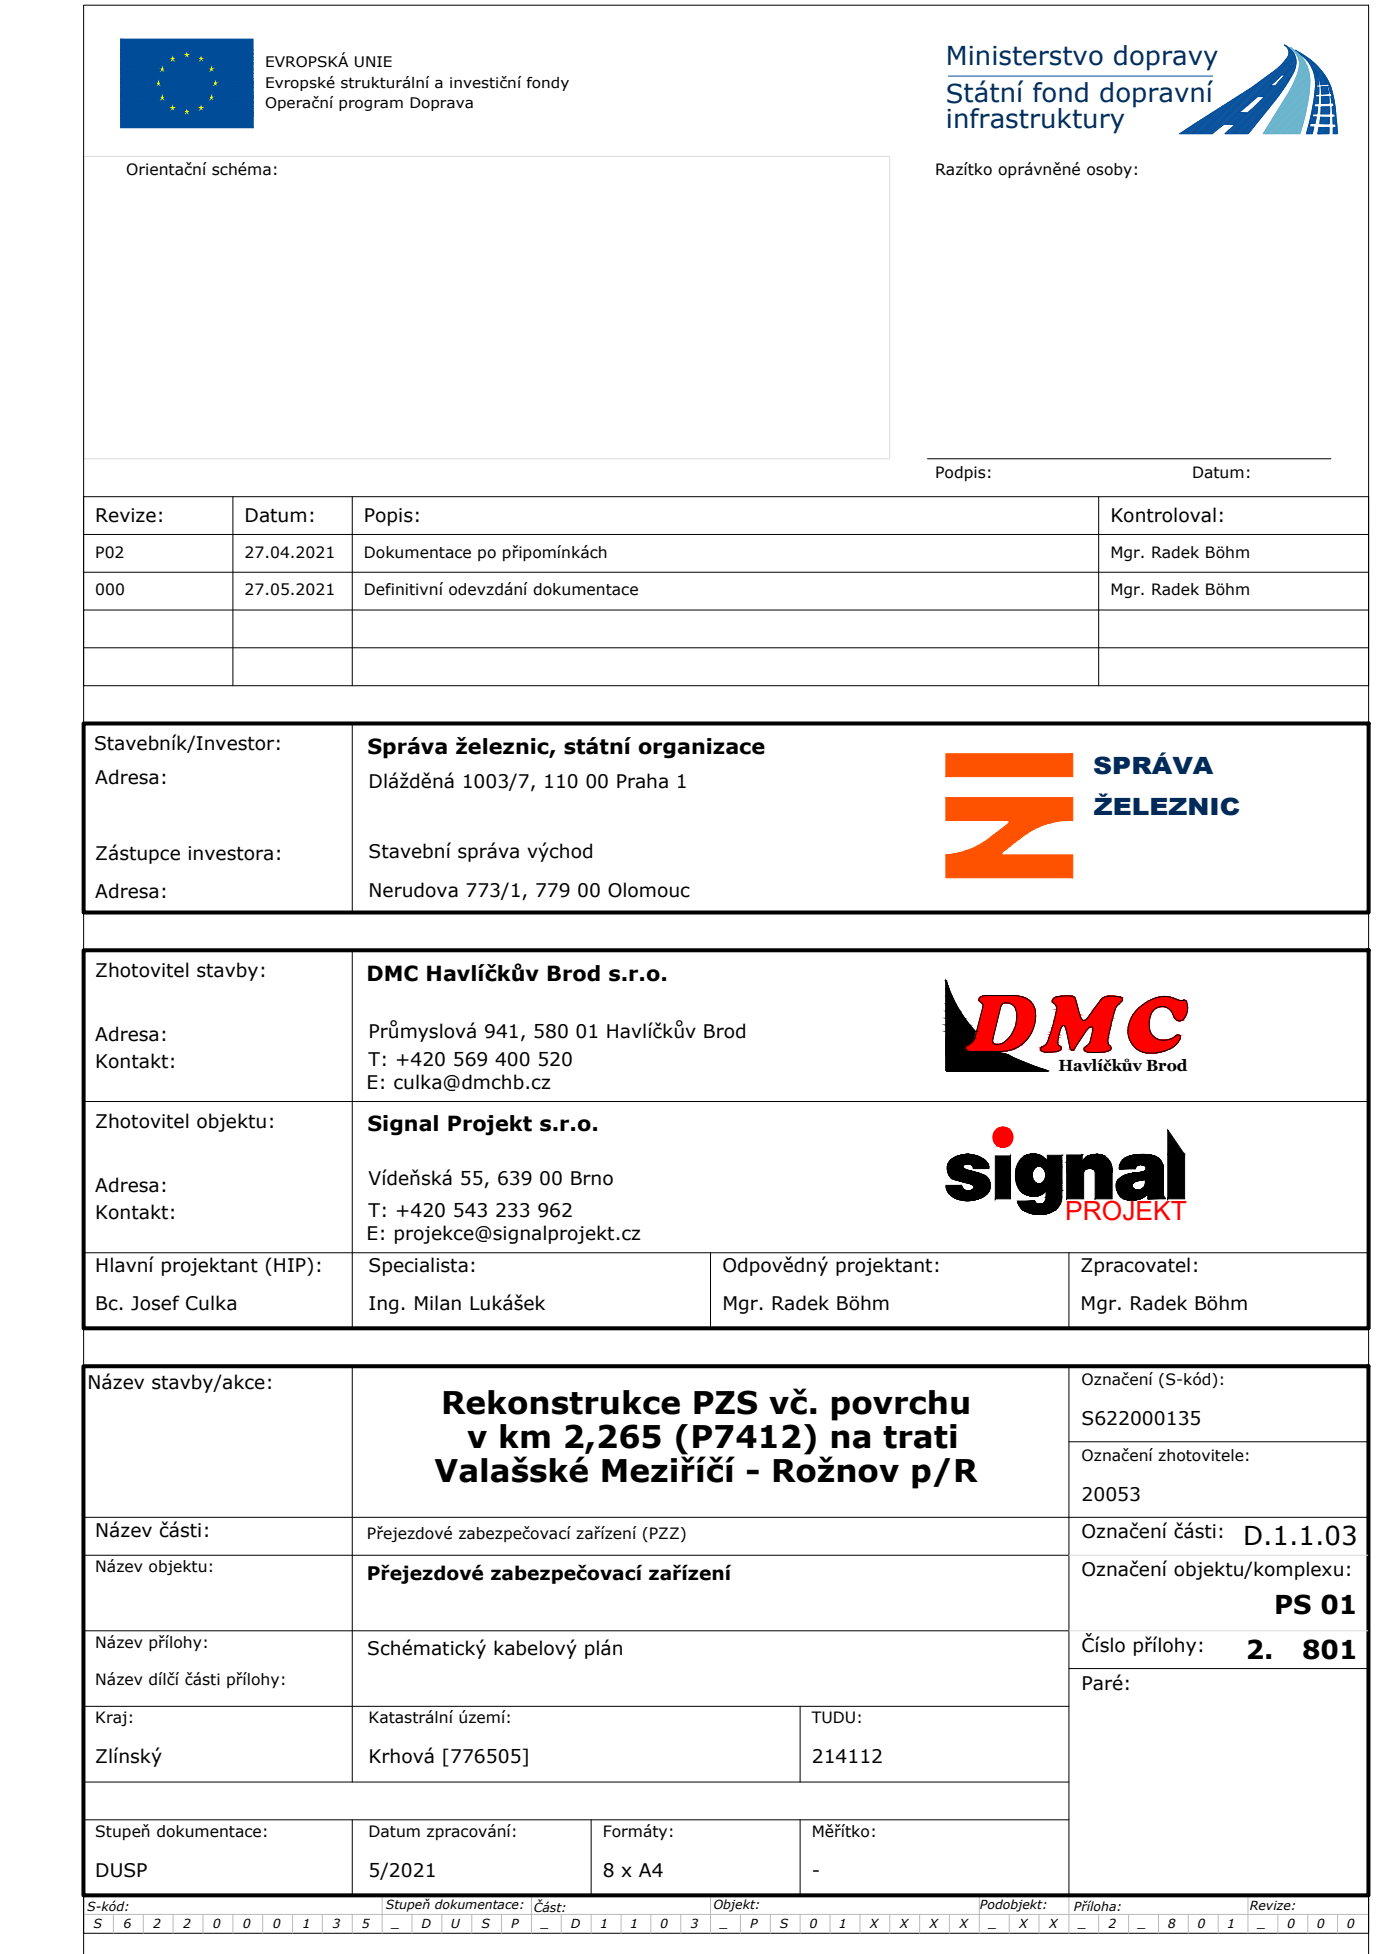 EVROPSKÁ UNIE
Evropské strukturální a investiční fondy
Operační program Doprava
Ministerstvo dopravy
Státní fond dopravní
infrastruktury
Orientační schéma:
Razítko oprávněné osoby:
Podpis: Datum:
Revize: Datum: Popis: Kontroloval:
P02 27.04.2021 Dokumentace po připomínkách Mgr. Radek Böhm
000 27.05.2021 Definitivní odevzdání dokumentace Mgr. Radek Böhm
Stavebník/Investor: Správa železnic, státní organizace
Adresa: Dlážděná 1003/7, 110 00 Praha 1
SPRÁVA
ŽELEZNIC
Zástupce investora: Stavební správa východ
Adresa: Nerudova 773/1, 779 00 Olomouc
Zhotovitel stavby: DMC Havlíčkův Brod s.r.o.
Adresa: Průmyslová 941, 580 01 Havlíčkův Brod
Kontakt: T: +420 569 400 520
E: culka@dmchb.cz
DMC
Havlíčkův Brod
Zhotovitel objektu: Signal Projekt s.r.o.
Adresa: Vídeňská 55, 639 00 Brno
Kontakt: T: +420 543 233 962
E: projekce@signalprojekt.cz
signal
PROJEKT
Hlavní projektant (HIP): Specialista: Odpovědný projektant: Zpracovatel:
Bc. Josef Culka Ing. Milan Lukášek Mgr. Radek Böhm Mgr. Radek Böhm
Název stavby/akce:
Rekonstrukce PZS vč. povrchu
v km 2,265 (P7412) na trati
Valašské Meziříčí - Rožnov p/R
Označení (S-kód):
S622000135
Označení zhotovitele:
20053
Název části: Přejezdové zabezpečovací zařízení (PZZ) Označení části: D.1.1.03
Název objektu: Přejezdové zabezpečovací zařízení Označení objektu/komplexu:
PS 01
Název přílohy: Schématický kabelový plán Číslo přílohy: 2. 801
Název dílčí části přílohy: Paré:
Kraj: Katastrální území: TUDU:
Zlínský Krhová [776505] 214112
Stupeň dokumentace: Datum zpracování: Formáty: Měřítko:
DUSP 5/2021 8 x A4 -
S-kód: Stupeň dokumentace: Část: Objekt: Podobjekt: Příloha: Revize:
S 6 2 2 0 0 0 1 3 5 _ D U S P _ D 1 1 0 3 _ P S 0 1 X X X X _ X X _ 2 _ 8 0 1 _ 0 0 0